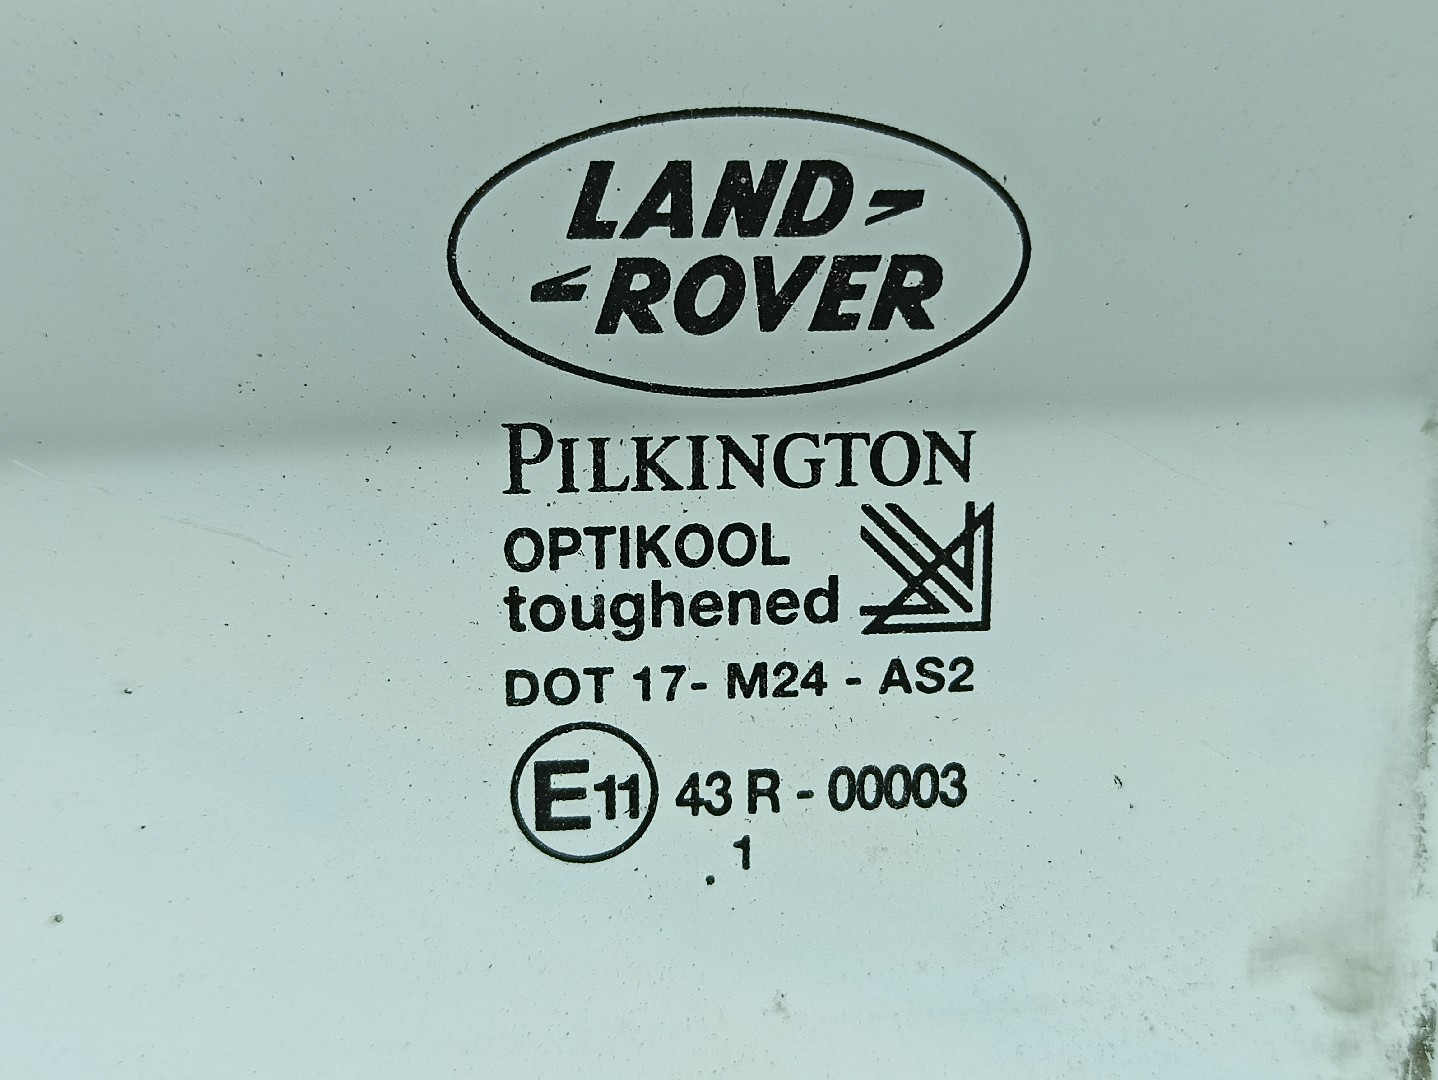 LAND
ROVER
PILKINGTON
OPTIKOOL
toughened
DOT 17- M24 - AS2
E11 43 R - 00003
1